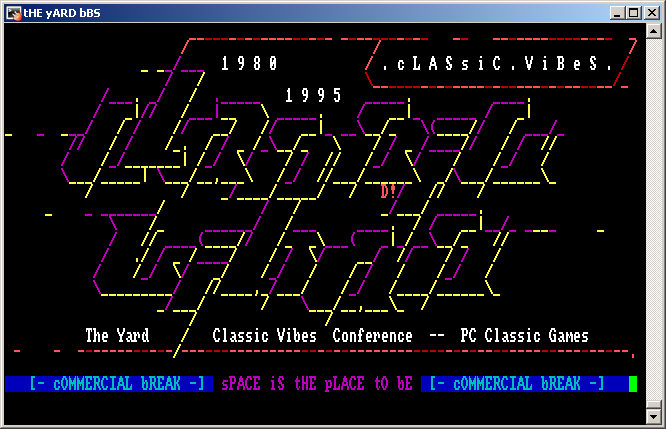 tHE yARD bBS
1980
.cLASsiC.ViBeS.
1995
D!
The Yard Classic Vibes Conference -- PC Classic Games
[- cOMMERCIAL bREAK -] sPACE iS tHE pLACE tO bE [- cOMMERCIAL bREAK -]